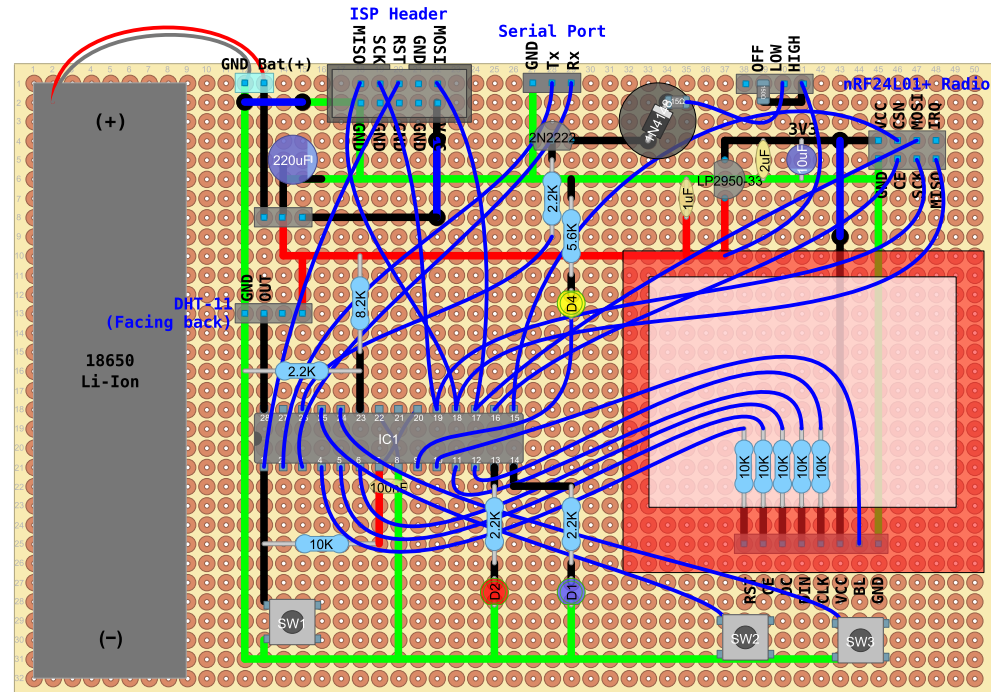 ISP Header
Serial Port
GND Bat(+)
MISO
SCK
RST
GND
MOSI
GND
GND
GND
GND
Tx
Rx
OFF
LOW
HIGH
nRF24L01+ Radio
VCC
CSN
MOSI
IRQ
(+)
220uF
2N2222
1N4148
15Ω
3V3
2uF
10uF
LP2950-33
1uF
GND
CE
SCK
MISO
2.2K
5.6K
GND
OUT
DHT-11
(Facing back)
8.2K
D4
18650
Li-Ion
2.2K
IC1
100nF
10K
10K
10K
10K
10K
10K
2.2K
2.2K
D2
D1
RST
CE
DC
DIN
CLK
VCC
BL
GND
(−)
SW1
SW2
SW3